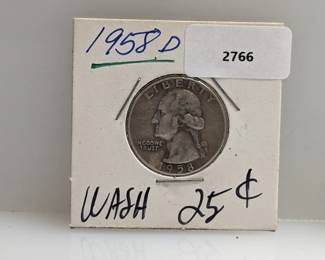 1958 D
2766
LIBERTY
IN GOD WE
TRUST
1958
WASH 25¢